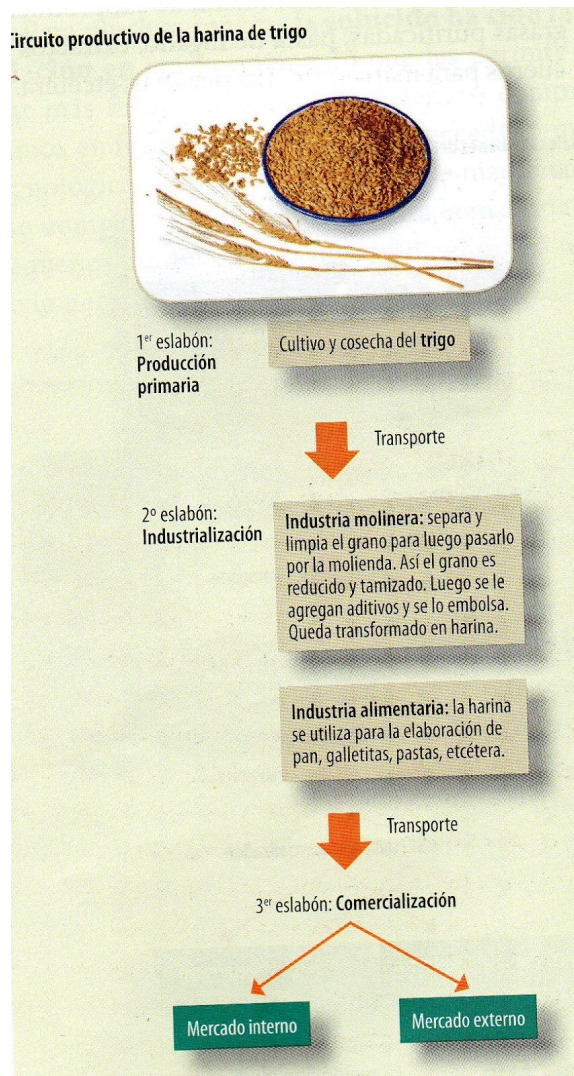 Circuito productivo de la harina de trigo
1er eslabón:
Producción
primaria
Cultivo y cosecha del trigo
Transporte
2º eslabón:
Industrialización
Industria molinera: separa y
limpia el grano para luego pasarlo
por la molienda. Así el grano es
reducido y tamizado. Luego se le
agregan aditivos y se lo embolsa.
Queda transformado en harina.
Industria alimentaria: la harina
se utiliza para la elaboración de
pan, galletitas, pastas, etcétera.
Transporte
3er eslabón: Comercialización
Mercado interno
Mercado externo